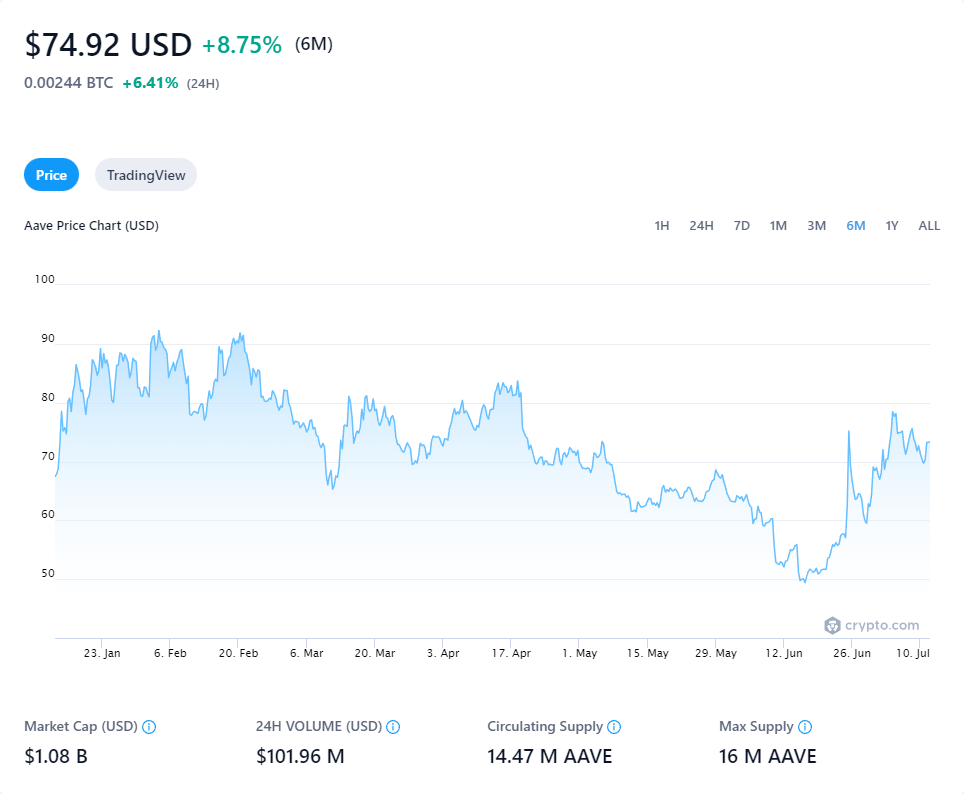 $74.92 USD +8.75% (6M)
0.00244 BTC +6.41% (24H)
Price TradingView
Aave Price Chart (USD) 1H 24H 7D 1M 3M 6M 1Y ALL
100
90
80
70
60
50
crypto.com
23. Jan 6. Feb 20. Feb 6. Mar 20. Mar 3. Apr 17. Apr 1. May 15. May 29. May 12. Jun 26. Jun 10. Jul
Market Cap (USD) 24H VOLUME (USD) Circulating Supply Max Supply
$1.08 B $101.96 M 14.47 M AAVE 16 M AAVE